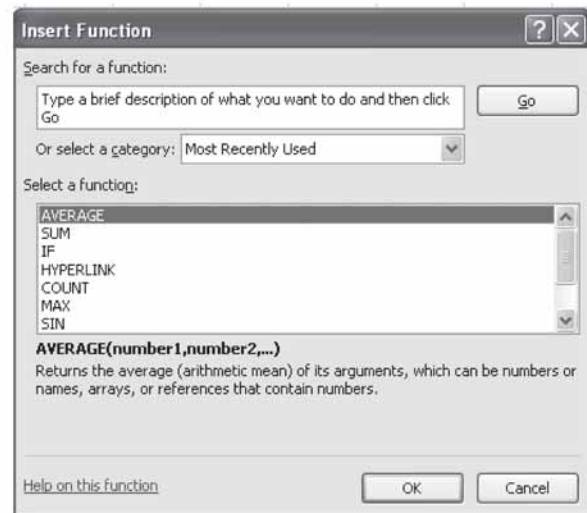 Insert Function
Search for a function:
Type a brief description of what you want to do and then click
Go
Go
Or select a category: Most Recently Used
Select a function:
AVERAGE
SUM
IF
HYPERLINK
COUNT
MAX
SIN
AVERAGE(number1,number2,...)
Returns the average (arithmetic mean) of its arguments, which can be numbers or
names, arrays, or references that contain numbers.
Help on this function
OK
Cancel